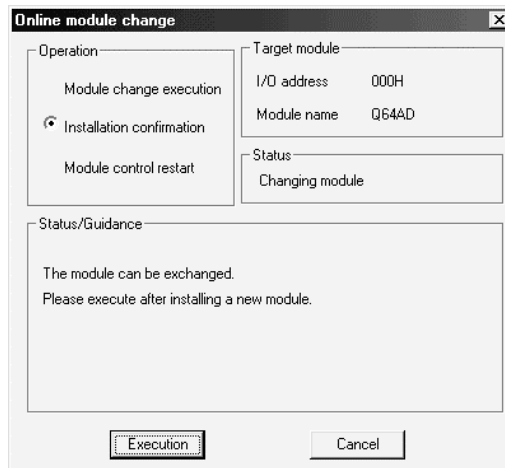 Online module change
Operation
Module change execution
Installation confirmation
Module control restart
Target module
I/O address 000H
Module name Q64AD
Status
Changing module
Status/Guidance
The module can be exchanged.
Please execute after installing a new module.
Execution Cancel